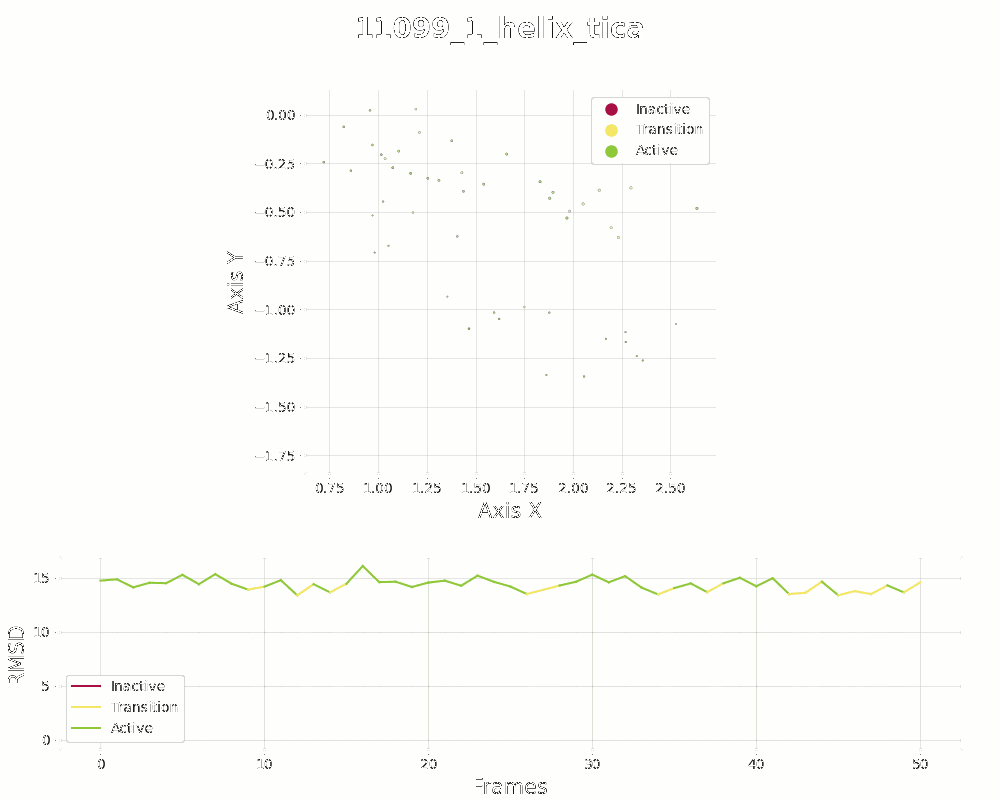 11099_1_helix_tica
Inactive
Transition
Active
0.00
−0.25
−0.50
−0.75
−1.00
−1.25
−1.50
−1.75
Axis Y
0.75 1.00 1.25 1.50 1.75 2.00 2.25 2.50
Axis X
15
10
5
0
RMSD
Inactive
Transition
Active
0 10 20 30 40 50
Frames